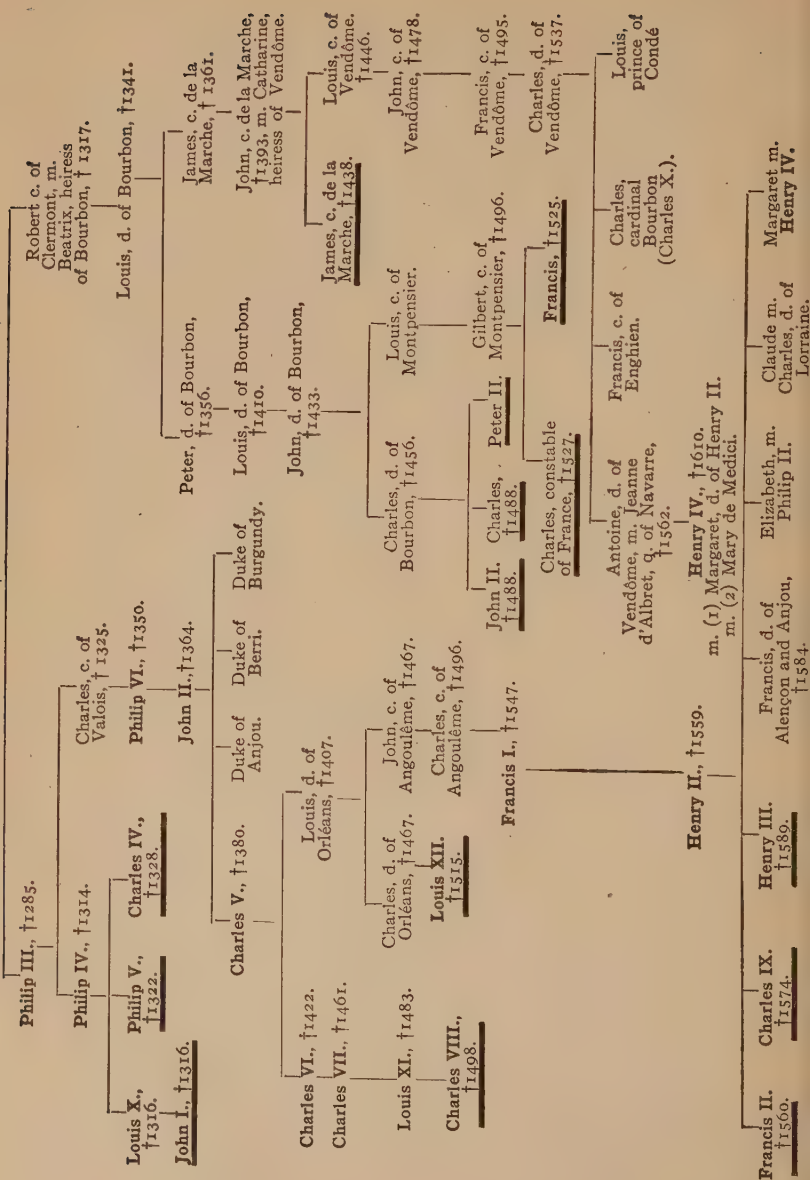 Philip III., †1285.
Robert c. of
Clermont, m.
Beatrix, heiress
of Bourbon, † 1317.
Philip IV., †1314.
Charles, c. of
Valois, † 1325.
Louis, d. of Bourbon, †1341.
Louis X.,
†1316.
Philip V.,
†1322.
Charles IV.,
†1328.
Philip VI., †1350.
Peter, d. of Bourbon,
†1356.
James, c. de la
Marche, † 1361.
John I., †1316.
John II., †1364.
Louis, d. of Bourbon,
†1410.
John, c. de la Marche,
†1393, m. Catharine,
heiress of Vendôme.
Charles V., †1380.
Duke of
Anjou.
Duke of
Berri.
Duke of
Burgundy.
John, d. of Bourbon,
†1433.
James, c. de la
Marche, †1438.
Louis, c. of
Vendôme.
†1446.
Charles VI., †1422.
Louis, d. of
Orléans, †1407.
Charles, d. of
Bourbon, †1456.
Louis, c. of
Montpensier.
John, c. of
Vendôme, †1478.
Charles VII., †1461.
Charles, d. of
Orléans, †1467.
John, c. of
Angoulême, †1467.
John II.
†1488.
Charles,
†1488.
Peter II.
Gilbert, c. of
Montpensier, †1496.
Francis, c. of
Vendôme, †1495.
Louis XI., †1483.
Louis XII.
†1515.
Charles, c. of
Angoulême, †1496.
Charles, constable
of France, †1527.
Francis, †1525.
Charles, d. of
Vendôme, †1537.
Charles VIII.,
†1498.
Francis I., †1547.
Antoine, d. of
Vendôme, m. Jeanne
d'Albret, q. of Navarre,
†1562.
Francis, c. of
Enghien.
Charles,
cardinal
Bourbon
(Charles X.).
Louis,
prince of
Condé
Henry II., †1559.
Henry IV., †1610.
m. (1) Margaret, d. of Henry II.
m. (2) Mary de Medici.
Francis II.
†1560.
Charles IX.
†1574.
Henry III.
†1589.
Francis, d. of
Alençon and Anjou,
†1584.
Elizabeth, m.
Philip II.
Claude m.
Charles, d. of
Lorraine.
Margaret m.
Henry IV.